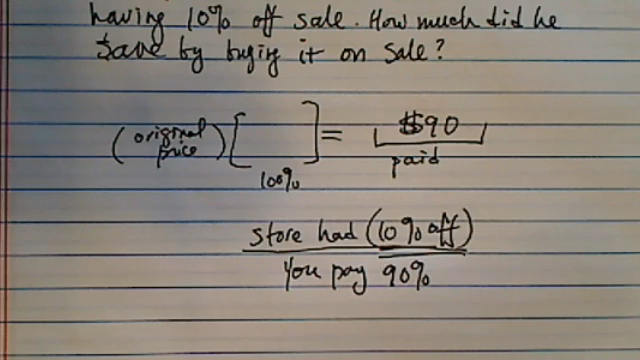 having 10% off sale. How much did he
save by buying it on sale?
(original price) [ ] = $90
100% paid
store had (10% off)
You pay 90%